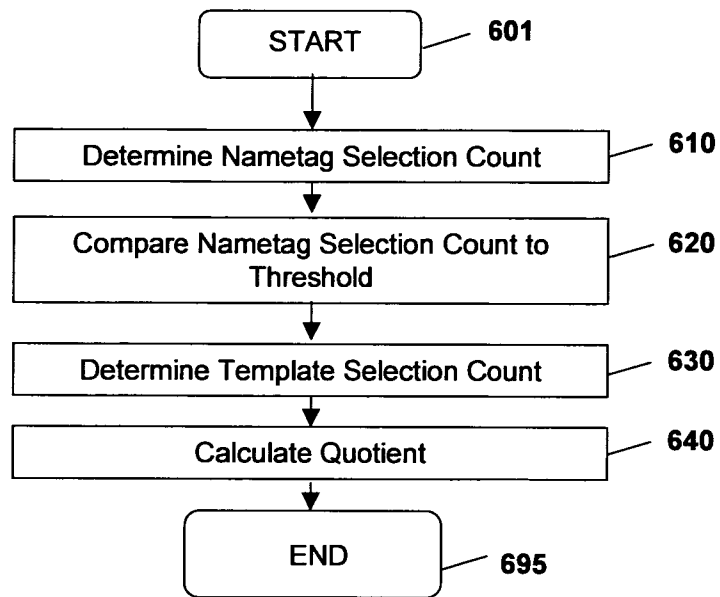 START
601
Determine Nametag Selection Count
610
Compare Nametag Selection Count to
Threshold
620
Determine Template Selection Count
630
Calculate Quotient
640
END
695